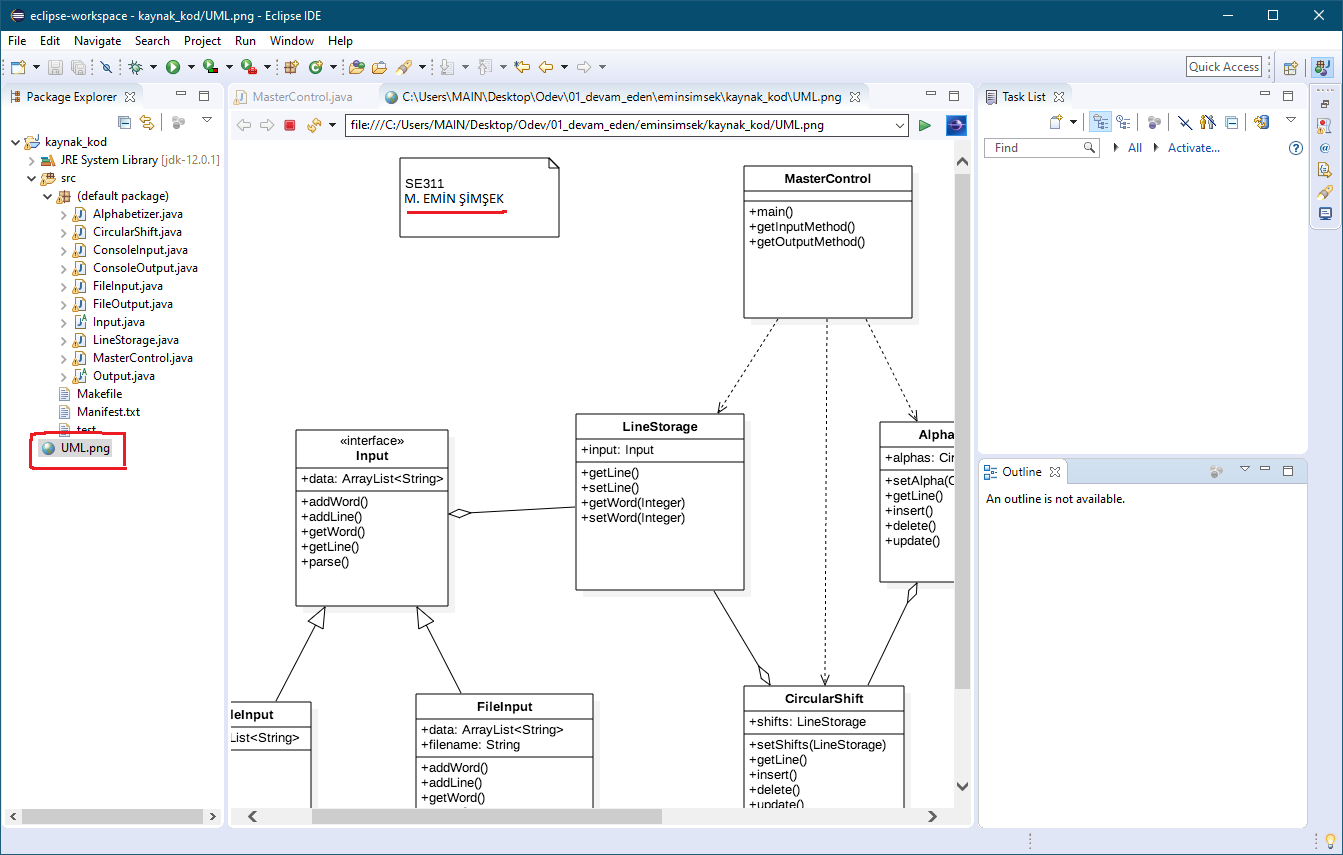 eclipse-workspace - kaynak_kod/UML.png - Eclipse IDE
File Edit Navigate Search Project Run Window Help
Quick Access
Package Explorer
kaynak_kod
JRE System Library [jdk-12.0.1]
src
(default package)
Alphabetizer.java
CircularShift.java
ConsoleInput.java
ConsoleOutput.java
FileInput.java
FileOutput.java
Input.java
LineStorage.java
MasterControl.java
Output.java
Makefile
Manifest.txt
test
UML.png
MasterControl.java
C:\Users\MAIN\Desktop\Odev\01_devam_eden\eminsimsek\kaynak_kod\UML.png
file:///C:/Users/MAIN/Desktop/Odev/01_devam_eden/eminsimsek/kaynak_kod/UML.png
SE311
M. EMİN ŞİMŞEK
MasterControl
+main()
+getInputMethod()
+getOutputMethod()
«interface»
Input
+data: ArrayList<String>
+addWord()
+addLine()
+getWord()
+getLine()
+parse()
LineStorage
+input: Input
+getLine()
+setLine()
+getWord(Integer)
+setWord(Integer)
Alpha
+alphas: Cir
+setAlpha(C
+getLine()
+insert()
+delete()
+update()
leInput
List<String>
FileInput
+data: ArrayList<String>
+filename: String
+addWord()
+addLine()
+getWord()
CircularShift
+shifts: LineStorage
+setShifts(LineStorage)
+getLine()
+insert()
+delete()
+update()
Task List
Find
All
Activate...
Outline
An outline is not available.